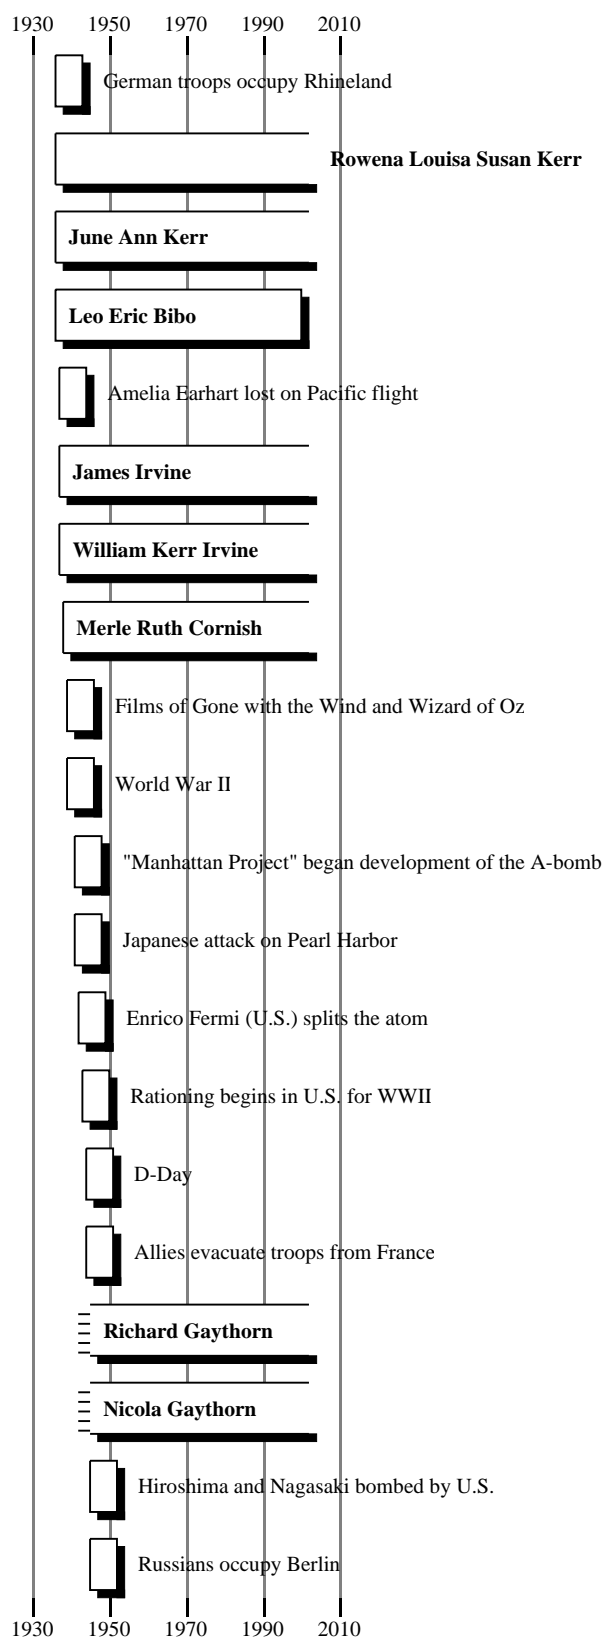 1930 1950 1970 1990 2010
German troops occupy Rhineland
Rowena Louisa Susan Kerr
June Ann Kerr
Leo Eric Bibo
Amelia Earhart lost on Pacific flight
James Irvine
William Kerr Irvine
Merle Ruth Cornish
Films of Gone with the Wind and Wizard of Oz
World War II
"Manhattan Project" began development of the A-bomb
Japanese attack on Pearl Harbor
Enrico Fermi (U.S.) splits the atom
Rationing begins in U.S. for WWII
D-Day
Allies evacuate troops from France
Richard Gaythorn
Nicola Gaythorn
Hiroshima and Nagasaki bombed by U.S.
Russians occupy Berlin
1930 1950 1970 1990 2010